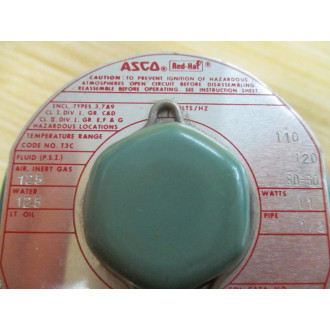 ASCO® Red-Hat®
CAUTION: TO PREVENT IGNITION OF HAZARDOUS
ATMOSPHERES OPEN CIRCUIT BEFORE DISASSEMBLING
REASSEMBLE BEFORE OPERATING. SEE INSTRUCTION SHEET
ENCL. TYPES 3,7&9
CL I DIV. I, GR. C&D
CL II DIV. I, GR. E F & G
HAZARDOUS LOCATIONS
LTS/HZ
TEMPERATURE RANGE
CODE NO. T3C
110
FLUID (P.S.I.)
120
AIR, INERT GAS
125
50-60
WATER
WATTS
125
LT OIL
PIPE